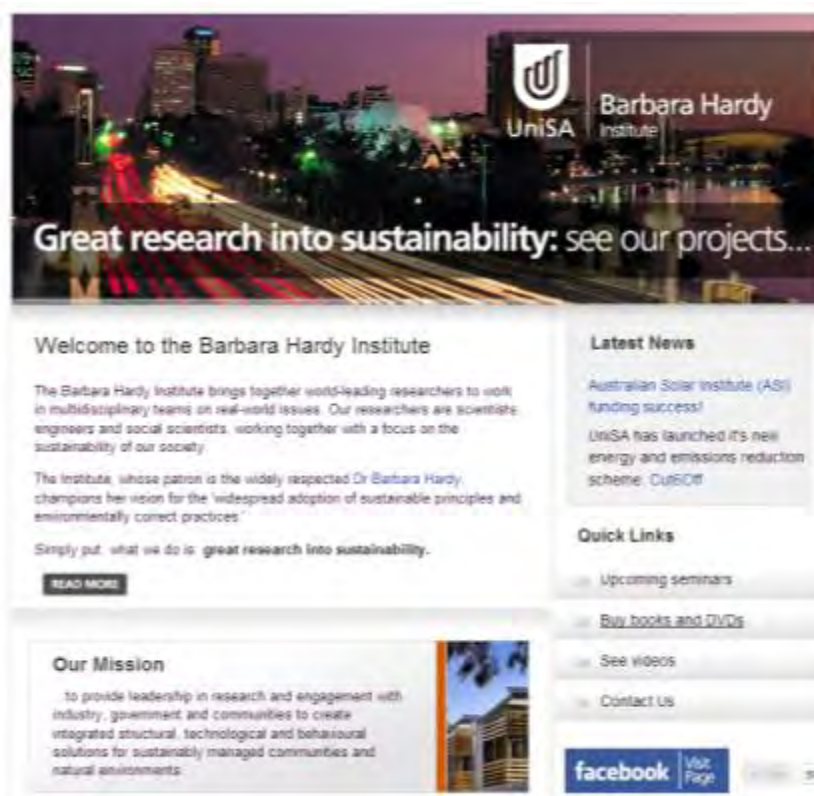 UniSA
Barbara Hardy
Institute
Great research into sustainability: see our projects...
Welcome to the Barbara Hardy Institute
The Barbara Hardy Institute brings together world-leading researchers to work
in multidisciplinary teams on real-world issues. Our researchers are scientists,
engineers and social scientists, working together with a focus on the
sustainability of our society.
The Institute, whose patron is the widely respected Dr Barbara Hardy,
champions her vision for the 'widespread adoption of sustainable principles and
environmentally correct practices.'
Simply put, what we do is: great research into sustainability.
READ MORE
Our Mission
...to provide leadership in research and engagement with
industry, government and communities to create
integrated structural, technological and behavioural
solutions for sustainably managed communities and
natural environments.
Latest News
Australian Solar Institute (ASI)
funding success!
UniSA has launched it's new
energy and emissions reduction
scheme, Cut6Off
Quick Links
Upcoming seminars
Buy books and DVDs
See videos
Contact Us
facebook
Visit
Page